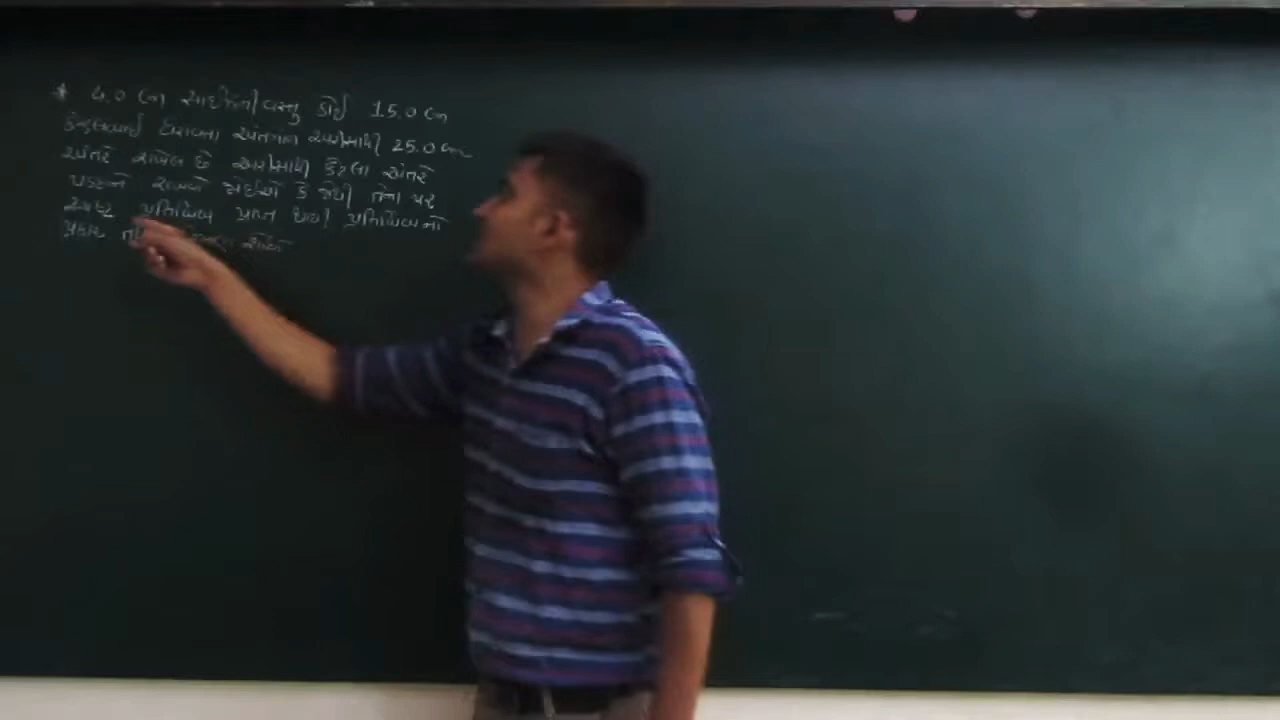 * 4.0 cm સાઈઝની વસ્તુ કોઈ 15.0 cm
કેન્દ્રલંબાઈ ધરાવતા અંતર્ગોળ અરીસાથી 25.0 cm
અંતરે રાખેલ છે અરીસાથી કેટલા અંતરે
પડદાને રાખવો જોઈએ કે જેથી તેના પર
સ્પષ્ટ પ્રતિબિંબ પ્રાપ્ત થાય! પ્રતિબિંબનો
પ્રકાર શોધો